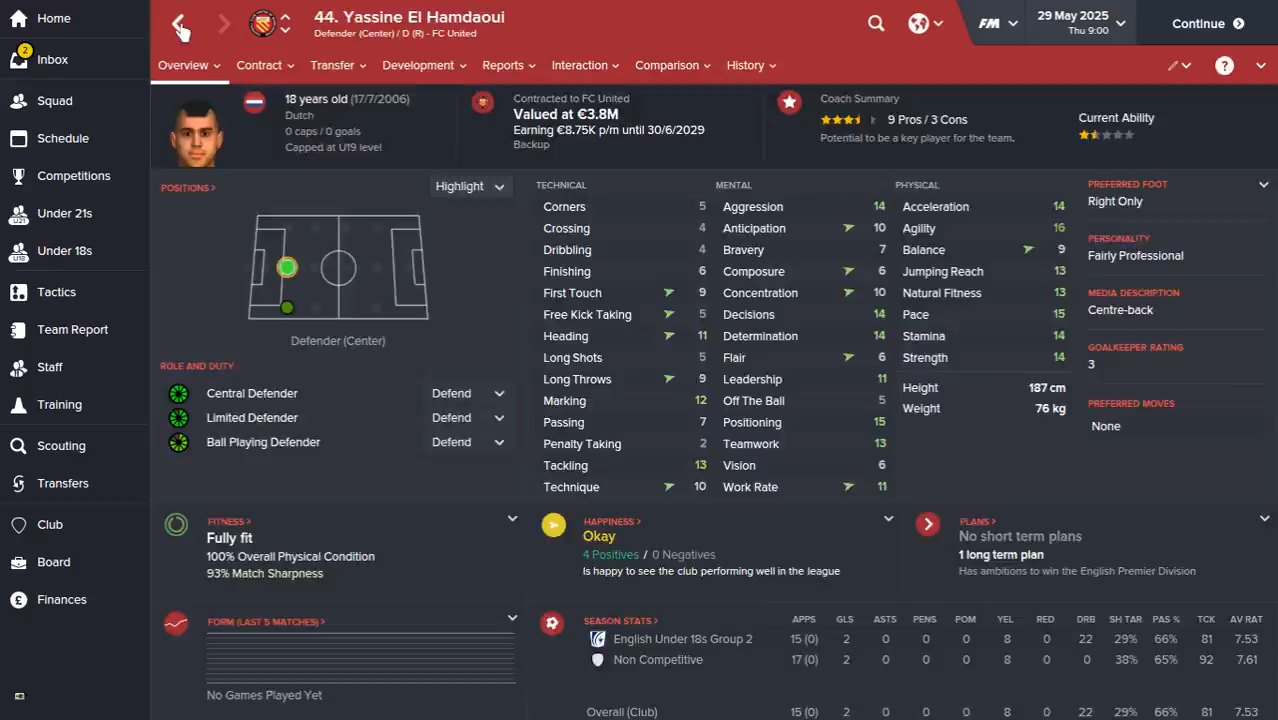 Home
44. Yassine El Hamdaoui
Defender (Center) / D (R) - FC United
FM
29 May 2025
Thu 9:00
Continue
2
Inbox
Overview
Contract
Transfer
Development
Reports
Interaction
Comparison
History
?
Squad
Schedule
Competitions
U21
Under 21s
U18
Under 18s
Tactics
Team Report
Staff
Training
Scouting
Transfers
Club
Board
Finances
18 years old (17/7/2006)
Dutch
0 caps / 0 goals
Capped at U19 level
Contracted to FC United
Valued at €3.8M
Earning €8.75K p/m until 30/6/2029
Backup
Coach Summary
9 Pros / 3 Cons
Potential to be a key player for the team.
Current Ability
POSITIONS >
Highlight
Defender (Center)
ROLE AND DUTY
Central Defender Defend
Limited Defender Defend
Ball Playing Defender Defend
TECHNICAL
Corners 5
Crossing 4
Dribbling 4
Finishing 6
First Touch 9
Free Kick Taking 5
Heading 11
Long Shots 5
Long Throws 9
Marking 12
Passing 7
Penalty Taking 2
Tackling 13
Technique 10
MENTAL
Aggression 14
Anticipation 10
Bravery 7
Composure 6
Concentration 10
Decisions 14
Determination 14
Flair 6
Leadership 11
Off The Ball 5
Positioning 15
Teamwork 13
Vision 6
Work Rate 11
PHYSICAL
Acceleration 14
Agility 16
Balance 9
Jumping Reach 13
Natural Fitness 13
Pace 15
Stamina 14
Strength 14
Height 187 cm
Weight 76 kg
PREFERRED FOOT
Right Only
PERSONALITY
Fairly Professional
MEDIA DESCRIPTION
Centre-back
GOALKEEPER RATING
3
PREFERRED MOVES
None
FITNESS >
Fully fit
100% Overall Physical Condition
93% Match Sharpness
HAPPINESS >
Okay
4 Positives / 0 Negatives
Is happy to see the club performing well in the league
PLANS >
No short term plans
1 long term plan
Has ambitions to win the English Premier Division
FORM (LAST 5 MATCHES) >
No Games Played Yet
SEASON STATS > APPS GLS ASTS PENS POM YEL RED DRB SH TAR PAS % TCK AV RAT
English Under 18s Group 2 15 (0) 2 0 0 0 8 0 22 29% 66% 81 7.53
Non Competitive 17 (0) 2 0 0 0 8 0 0 38% 65% 92 7.61
Overall (Club) 15 (0) 2 0 0 0 8 0 22 29% 66% 81 7.53